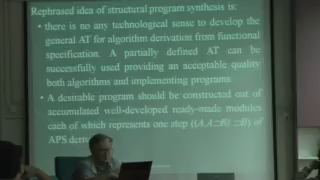 Rephrased idea of structural program synthesis is:
• there is no any technological sense to develop the
general AT for algorithm derivation from functional
specification. A partially defined AT can be
successfully used providing an acceptable quality
both algorithms and implementing programs.
• A desirable program should be constructed out of
accumulated well-developed ready-made modules
each of which represents one step of
APS